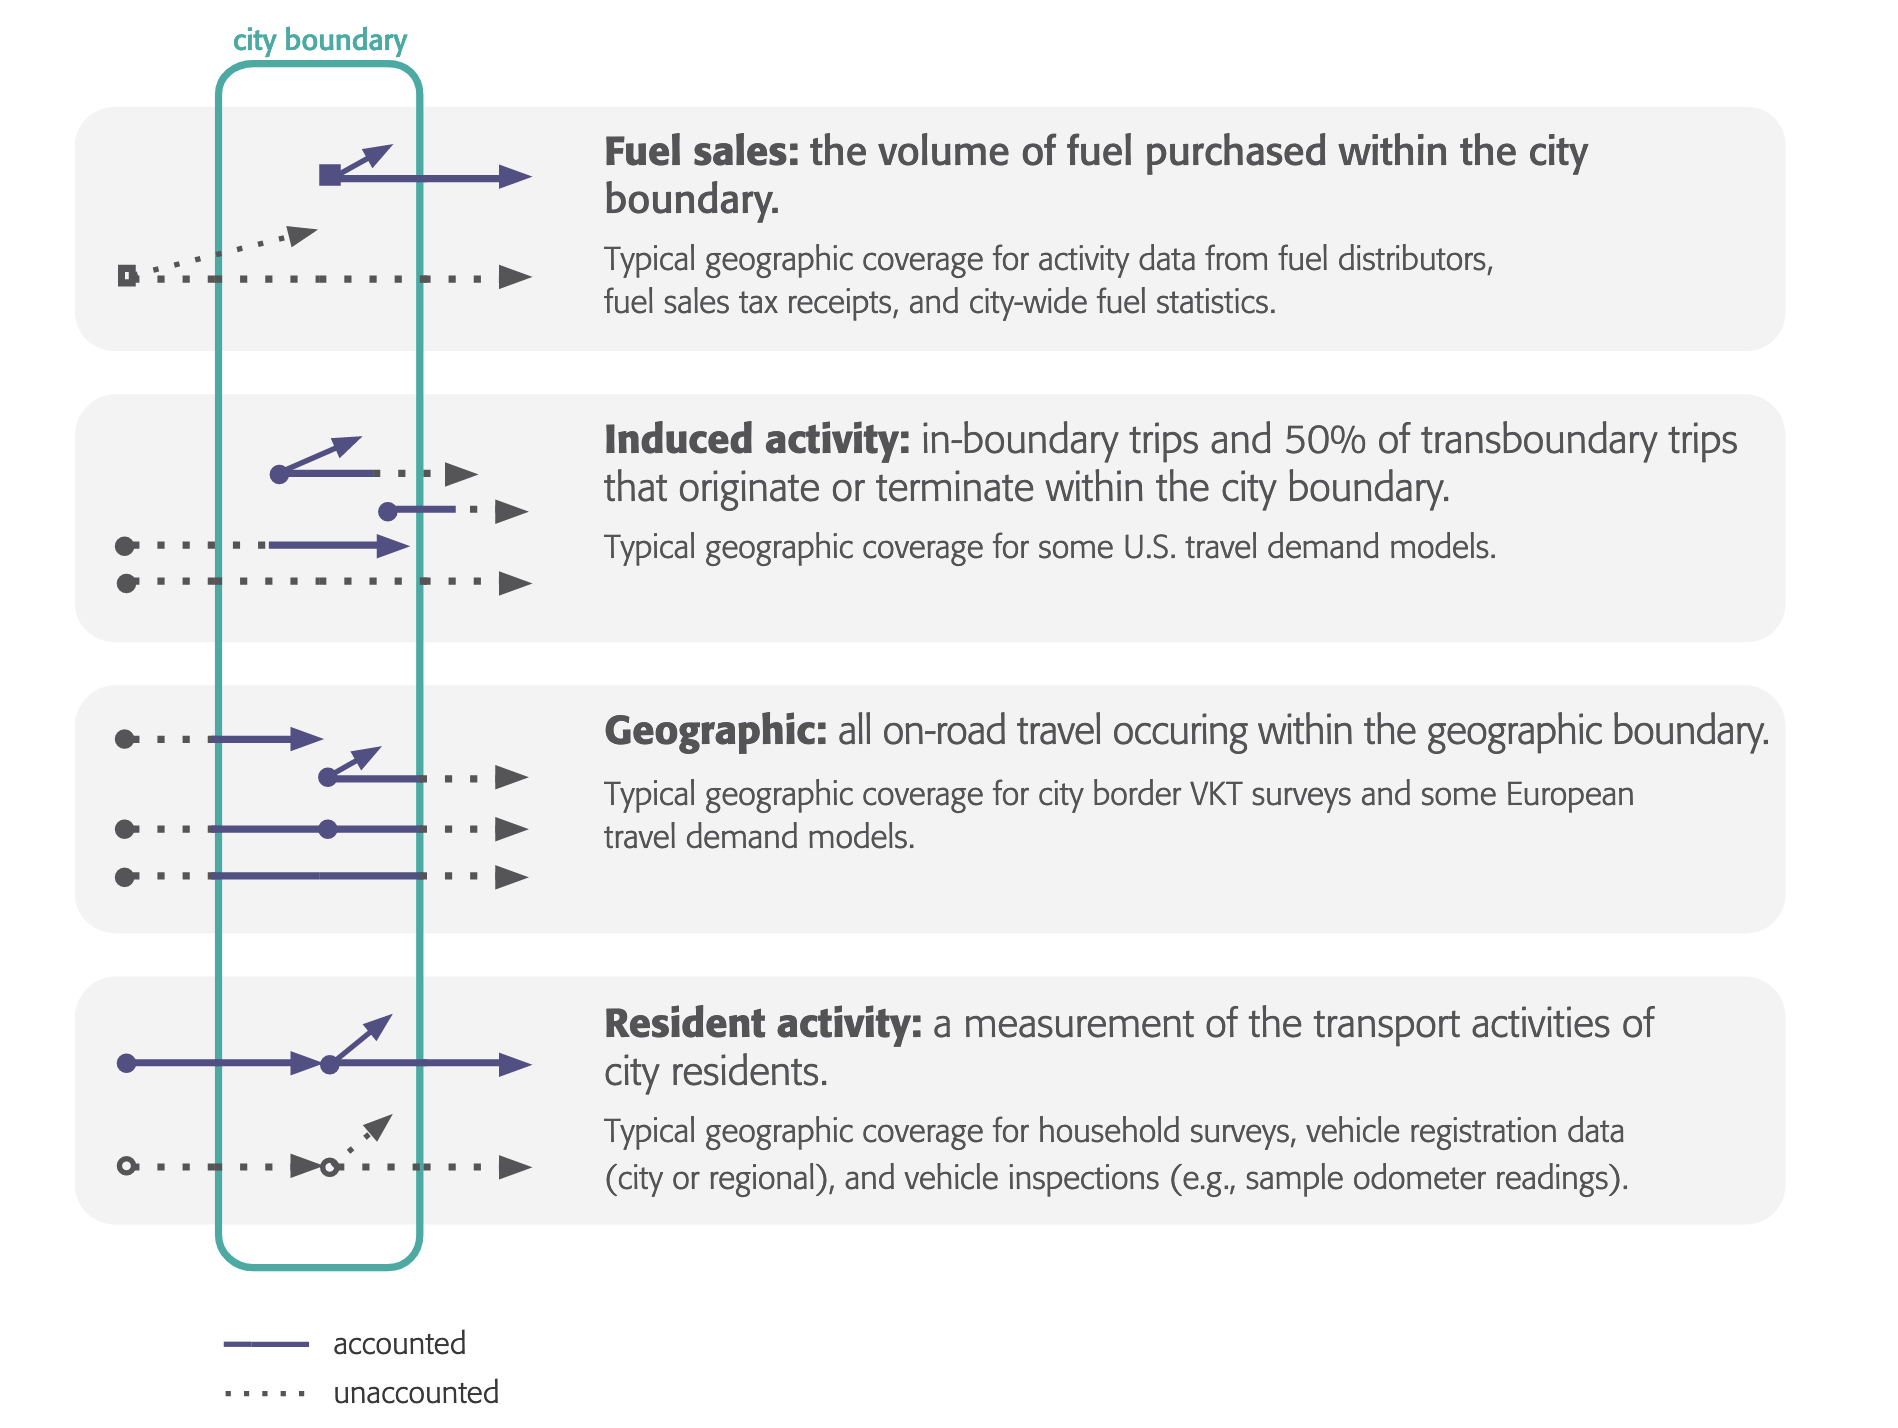 city boundary
Fuel sales: the volume of fuel purchased within the city
boundary.
Typical geographic coverage for activity data from fuel distributors,
fuel sales tax receipts, and city-wide fuel statistics.
Induced activity: in-boundary trips and 50% of transboundary trips
that originate or terminate within the city boundary.
Typical geographic coverage for some U.S. travel demand models.
Geographic: all on-road travel occuring within the geographic boundary.
Typical geographic coverage for city border VKT surveys and some European
travel demand models.
Resident activity: a measurement of the transport activities of
city residents.
Typical geographic coverage for household surveys, vehicle registration data
(city or regional), and vehicle inspections (e.g., sample odometer readings).
accounted
unaccounted